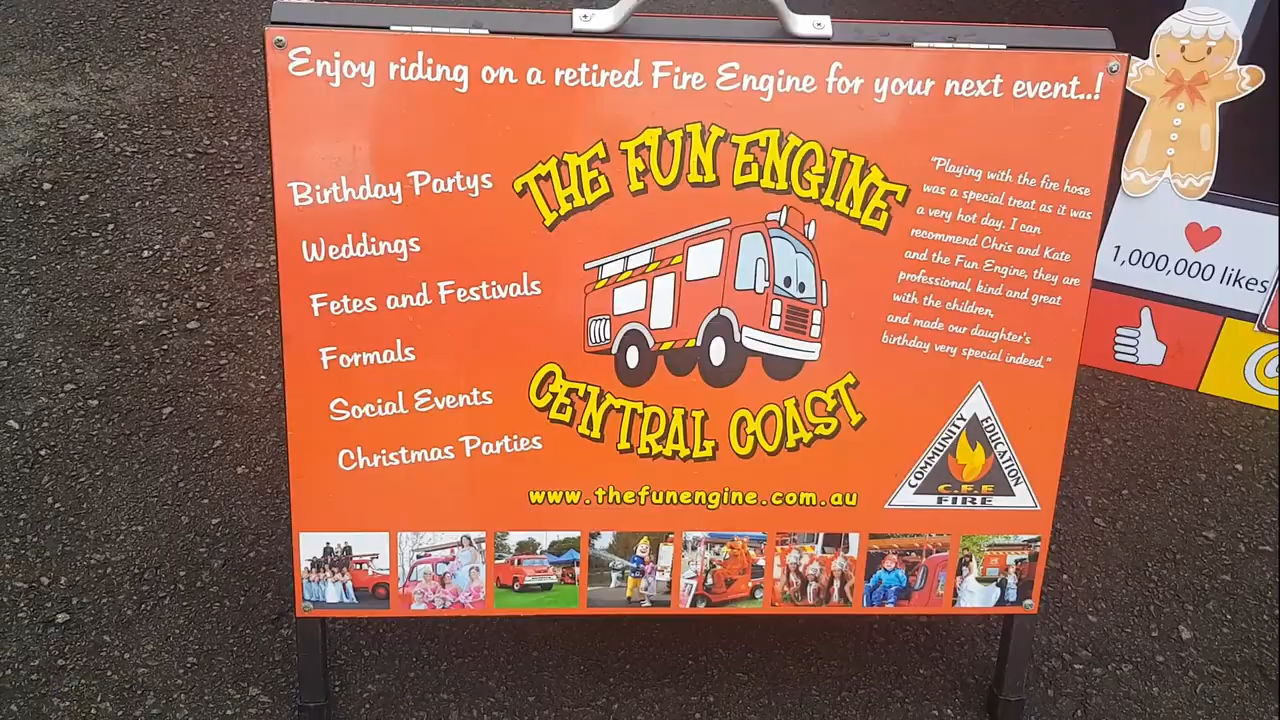 Enjoy riding on a retired Fire Engine for your next event..!
Birthday Partys
Weddings
Fetes and Festivals
Formals
Social Events
Christmas Parties
THE FUN ENGINE
CENTRAL COAST
www.thefunengine.com.au
"Playing with the fire hose
was a special treat as it was
a very hot day. I can
recommend Chris and Kate
and the Fun Engine, they are
professional, kind and great
with the children,
and made our daughter's
birthday very special indeed."
COMMUNITY
EDUCATION
C.F.E
FIRE
1,000,000 likes
@